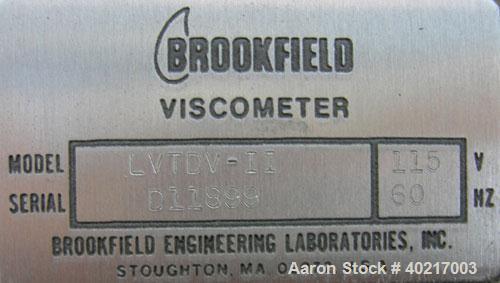 BROOKFIELD
VISCOMETER
MODEL LVTDV-II 115 V
SERIAL D11899 60 HZ
BROOKFIELD ENGINEERING LABORATORIES, INC.
STOUGHTON, MA
Aaron Stock # 40217003